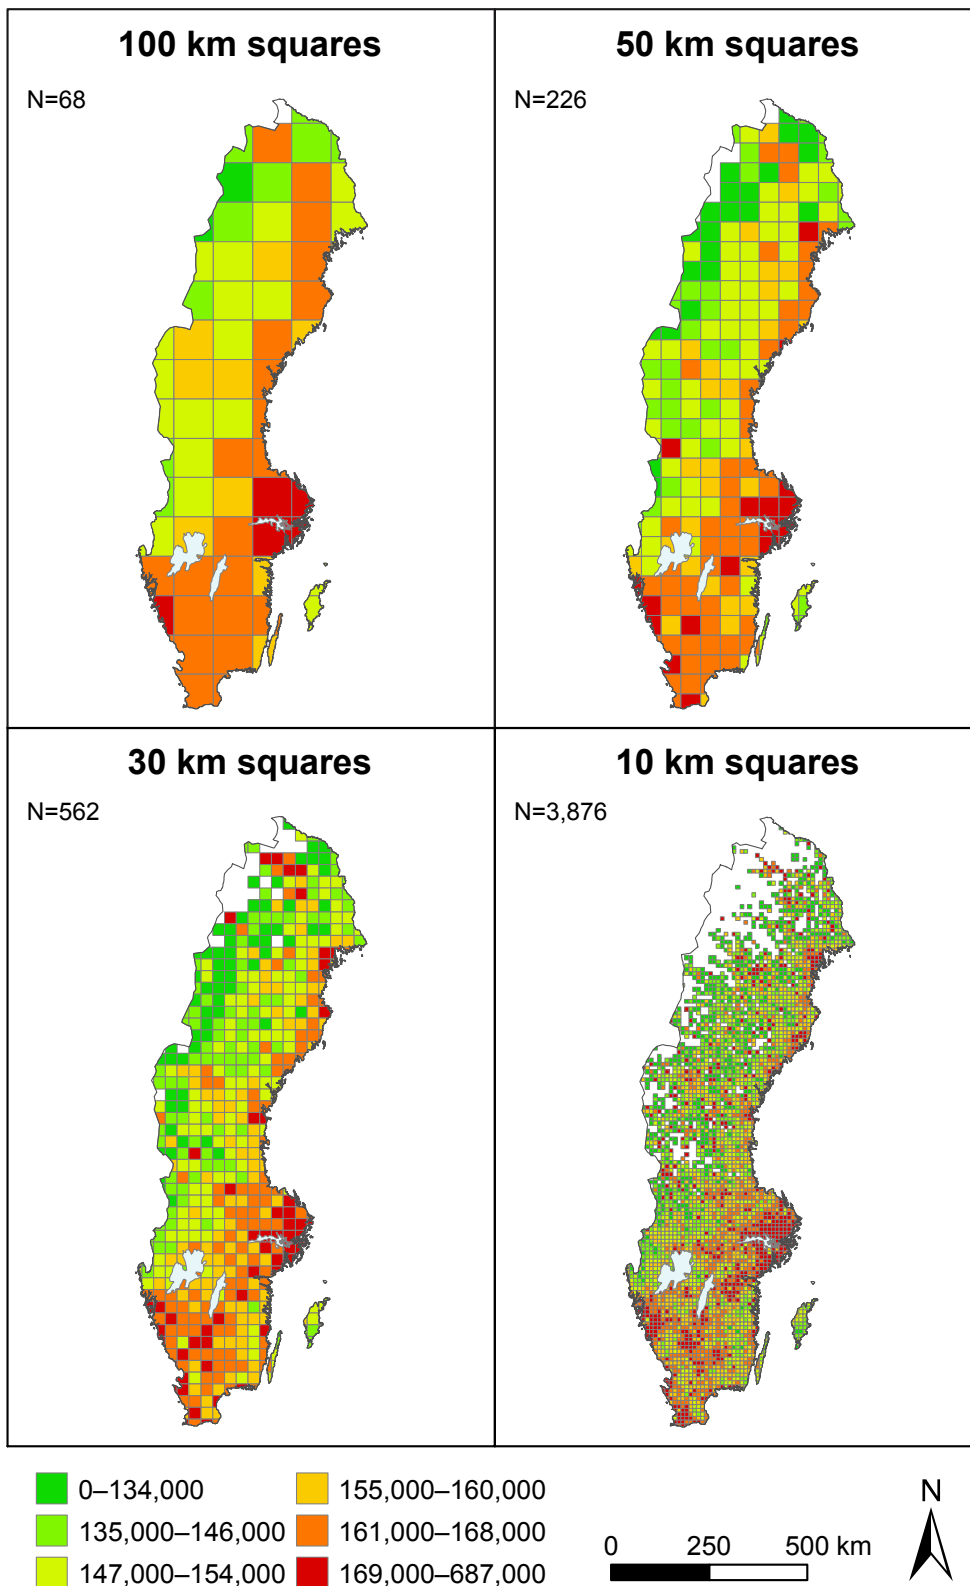 100 km squares
N=68
50 km squares
N=226
30 km squares
N=562
10 km squares
N=3,876
0–134,000
135,000–146,000
147,000–154,000
155,000–160,000
161,000–168,000
169,000–687,000
0 250 500 km
N